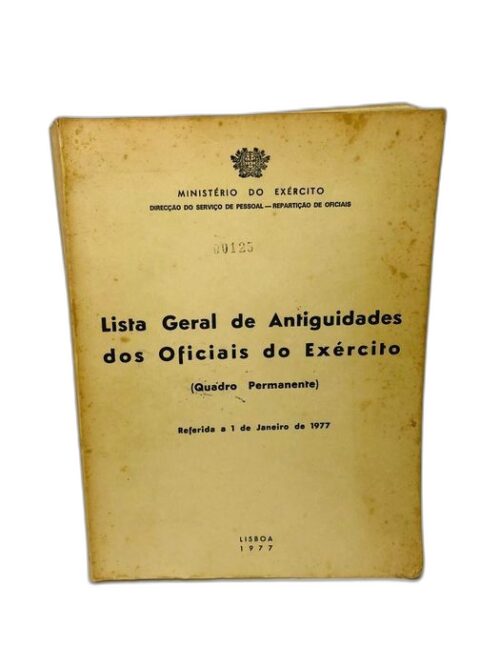 MINISTÉRIO DO EXÉRCITO
DIRECÇÃO DO SERVIÇO DE PESSOAL — REPARTIÇÃO DE OFICIAIS
00125
Lista Geral de Antiguidades
dos Oficiais do Exército
(Quadro Permanente)
Referida a 1 de Janeiro de 1977
LISBOA
1977